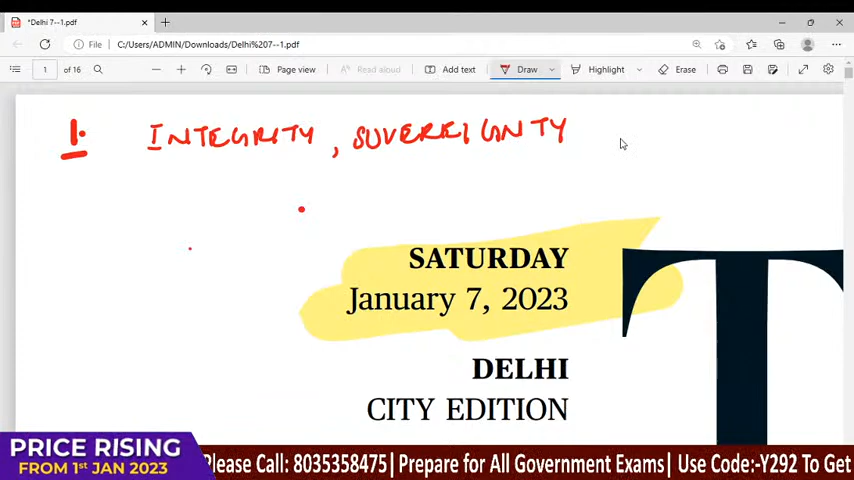 *Delhi 7--1.pdf
File C:/Users/ADMIN/Downloads/Delhi%207--1.pdf
1 of 16 Page view Read aloud Add text Draw Highlight Erase
1. INTEGRITY, SUVEREIGNTY
SATURDAY
January 7, 2023
T
DELHI
CITY EDITION
PRICE RISING
FROM 1st JAN 2023
Please Call: 8035358475| Prepare for All Government Exams| Use Code:-Y292 To Get